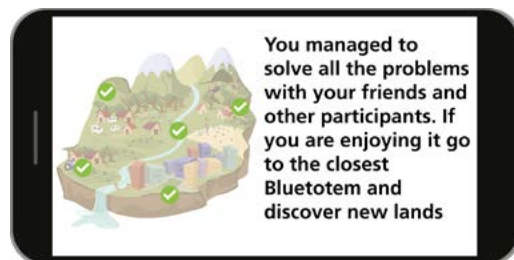 You managed to
solve all the problems
with your friends and
other participants. If
you are enjoying it go
to the closest
Bluetotem and
discover new lands